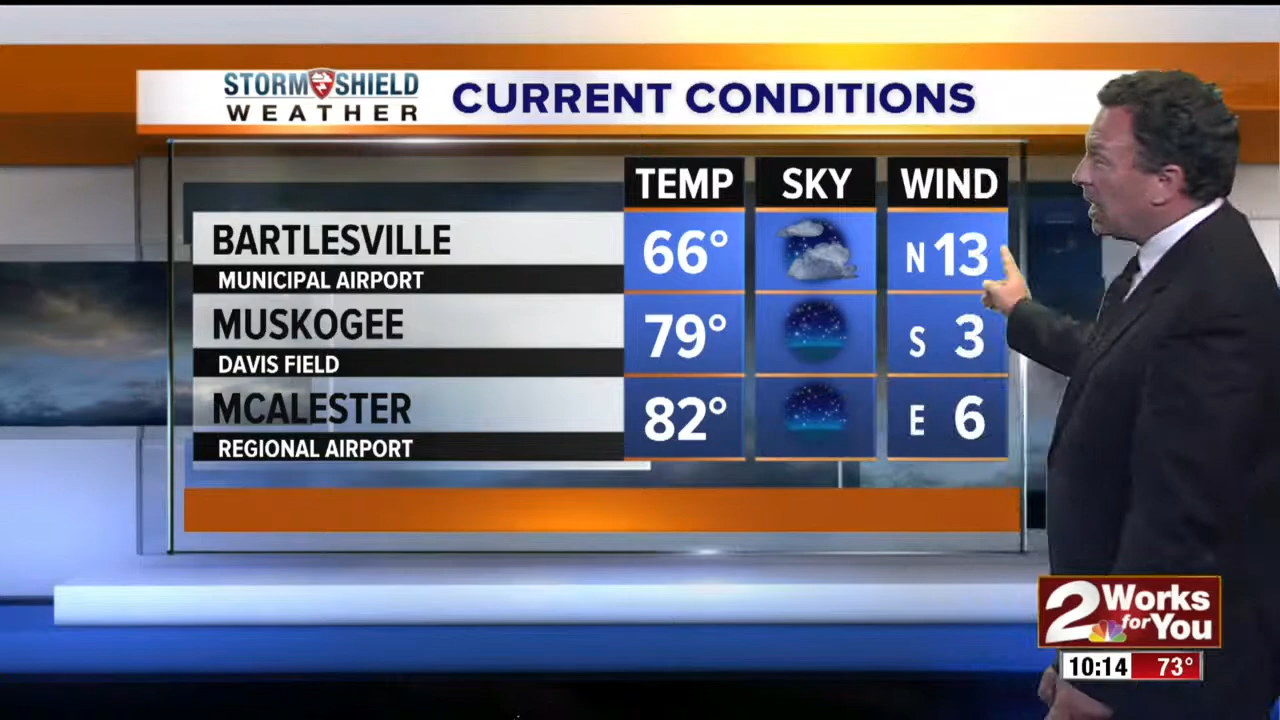 STORM SHIELD
WEATHER
CURRENT CONDITIONS
TEMP SKY WIND
BARTLESVILLE 66° N 13
MUNICIPAL AIRPORT
MUSKOGEE 79° S 3
DAVIS FIELD
MCALESTER 82° E 6
REGIONAL AIRPORT
2 Works
for You
10:14 73°